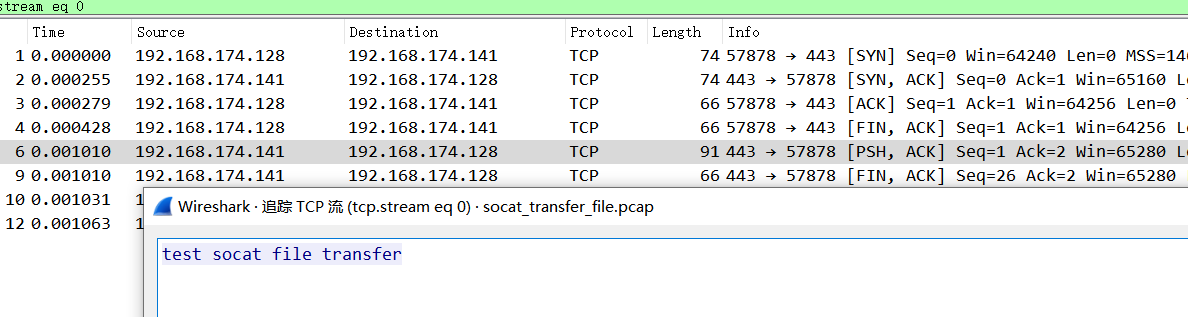 stream eq 0
Time Source Destination Protocol Length Info
1 0.000000 192.168.174.128 192.168.174.141 TCP 74 57878 → 443 [SYN] Seq=0 Win=64240 Len=0 MSS=146
2 0.000255 192.168.174.141 192.168.174.128 TCP 74 443 → 57878 [SYN, ACK] Seq=0 Ack=1 Win=65160 Le
3 0.000279 192.168.174.128 192.168.174.141 TCP 66 57878 → 443 [ACK] Seq=1 Ack=1 Win=64256 Len=0 T
4 0.000428 192.168.174.128 192.168.174.141 TCP 66 57878 → 443 [FIN, ACK] Seq=1 Ack=1 Win=64256 L
6 0.001010 192.168.174.141 192.168.174.128 TCP 91 443 → 57878 [PSH, ACK] Seq=1 Ack=2 Win=65280 Le
9 0.001010 192.168.174.141 192.168.174.128 TCP 66 443 → 57878 [FIN, ACK] Seq=26 Ack=2 Win=65280
10 0.001031 1
12 0.001063 1
Wireshark · 追踪 TCP 流 (tcp.stream eq 0) · socat_transfer_file.pcap
test socat file transfer